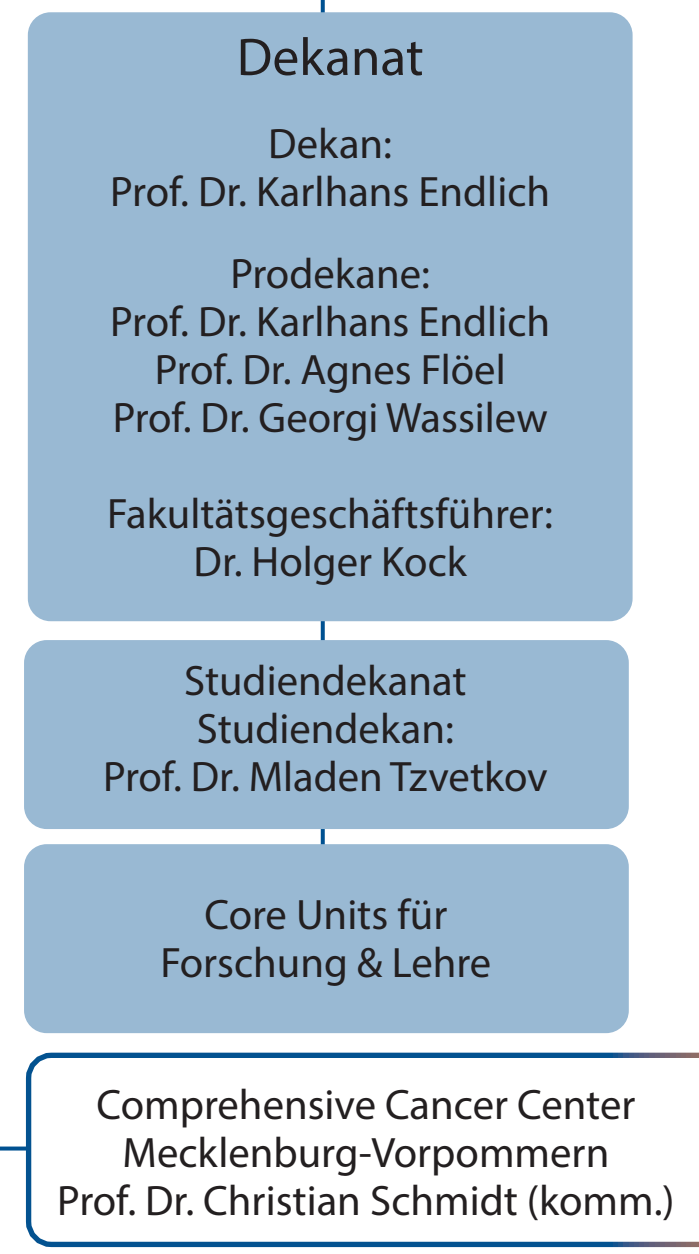 Dekanat
Dekan:
Prof. Dr. Karlhans Endlich
Prodekane:
Prof. Dr. Karlhans Endlich
Prof. Dr. Agnes Flöel
Prof. Dr. Georgi Wassilew
Fakultätsgeschäftsführer:
Dr. Holger Kock
Studiendekanat
Studiendekan:
Prof. Dr. Mladen Tzvetkov
Core Units für
Forschung & Lehre
Comprehensive Cancer Center
Mecklenburg-Vorpommern
Prof. Dr. Christian Schmidt (komm.)